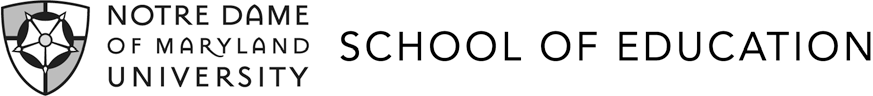 NOTRE DAME
OF MARYLAND
UNIVERSITY
SCHOOL OF EDUCATION